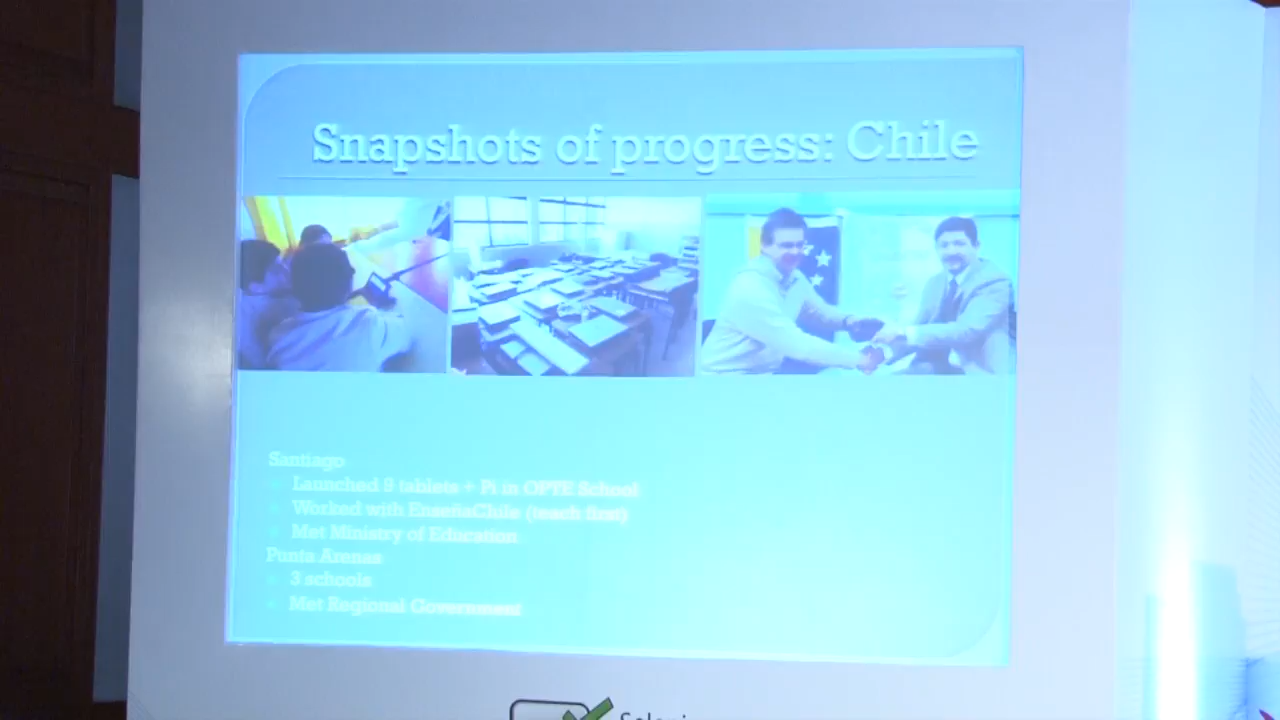 Snapshots of progress: Chile
Santiago
Launched 9 tablets + Pi in OPTE School
Worked with EnseñaChile (teach first)
Met Ministry of Education
Punta Arenas
3 schools
Met Regional Government